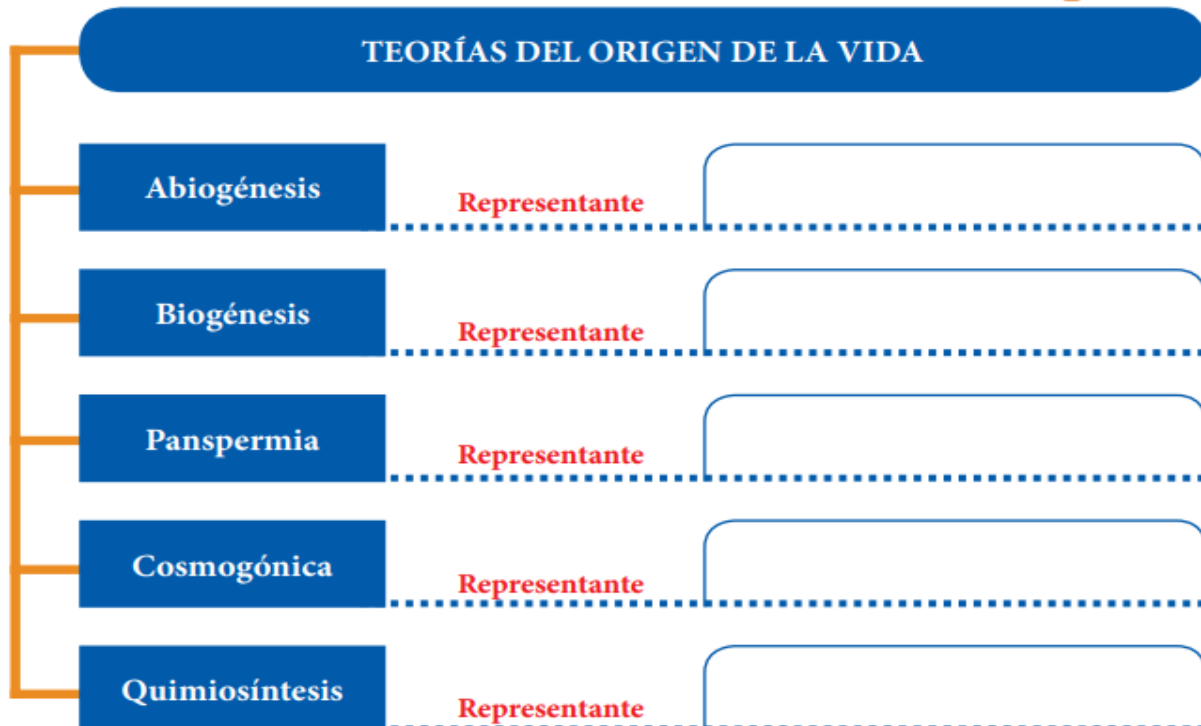 TEORÍAS DEL ORIGEN DE LA VIDA
Abiogénesis
Representante
Biogénesis
Representante
Panspermia
Representante
Cosmogónica
Representante
Quimiosíntesis
Representante